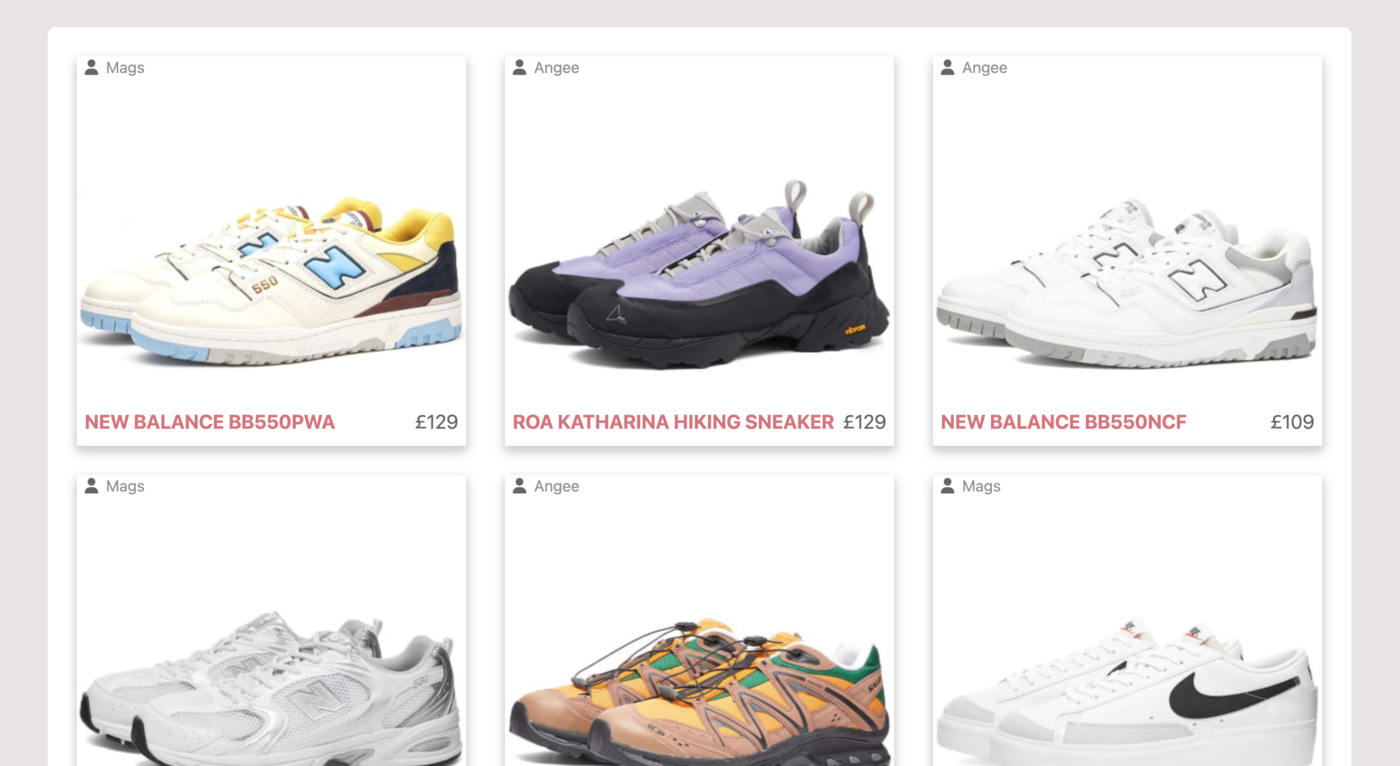 Mags
Angee
Angee
550
vibram
NEW BALANCE BB550PWA £129
ROA KATHARINA HIKING SNEAKER £129
NEW BALANCE BB550NCF £109
Mags
Angee
Mags